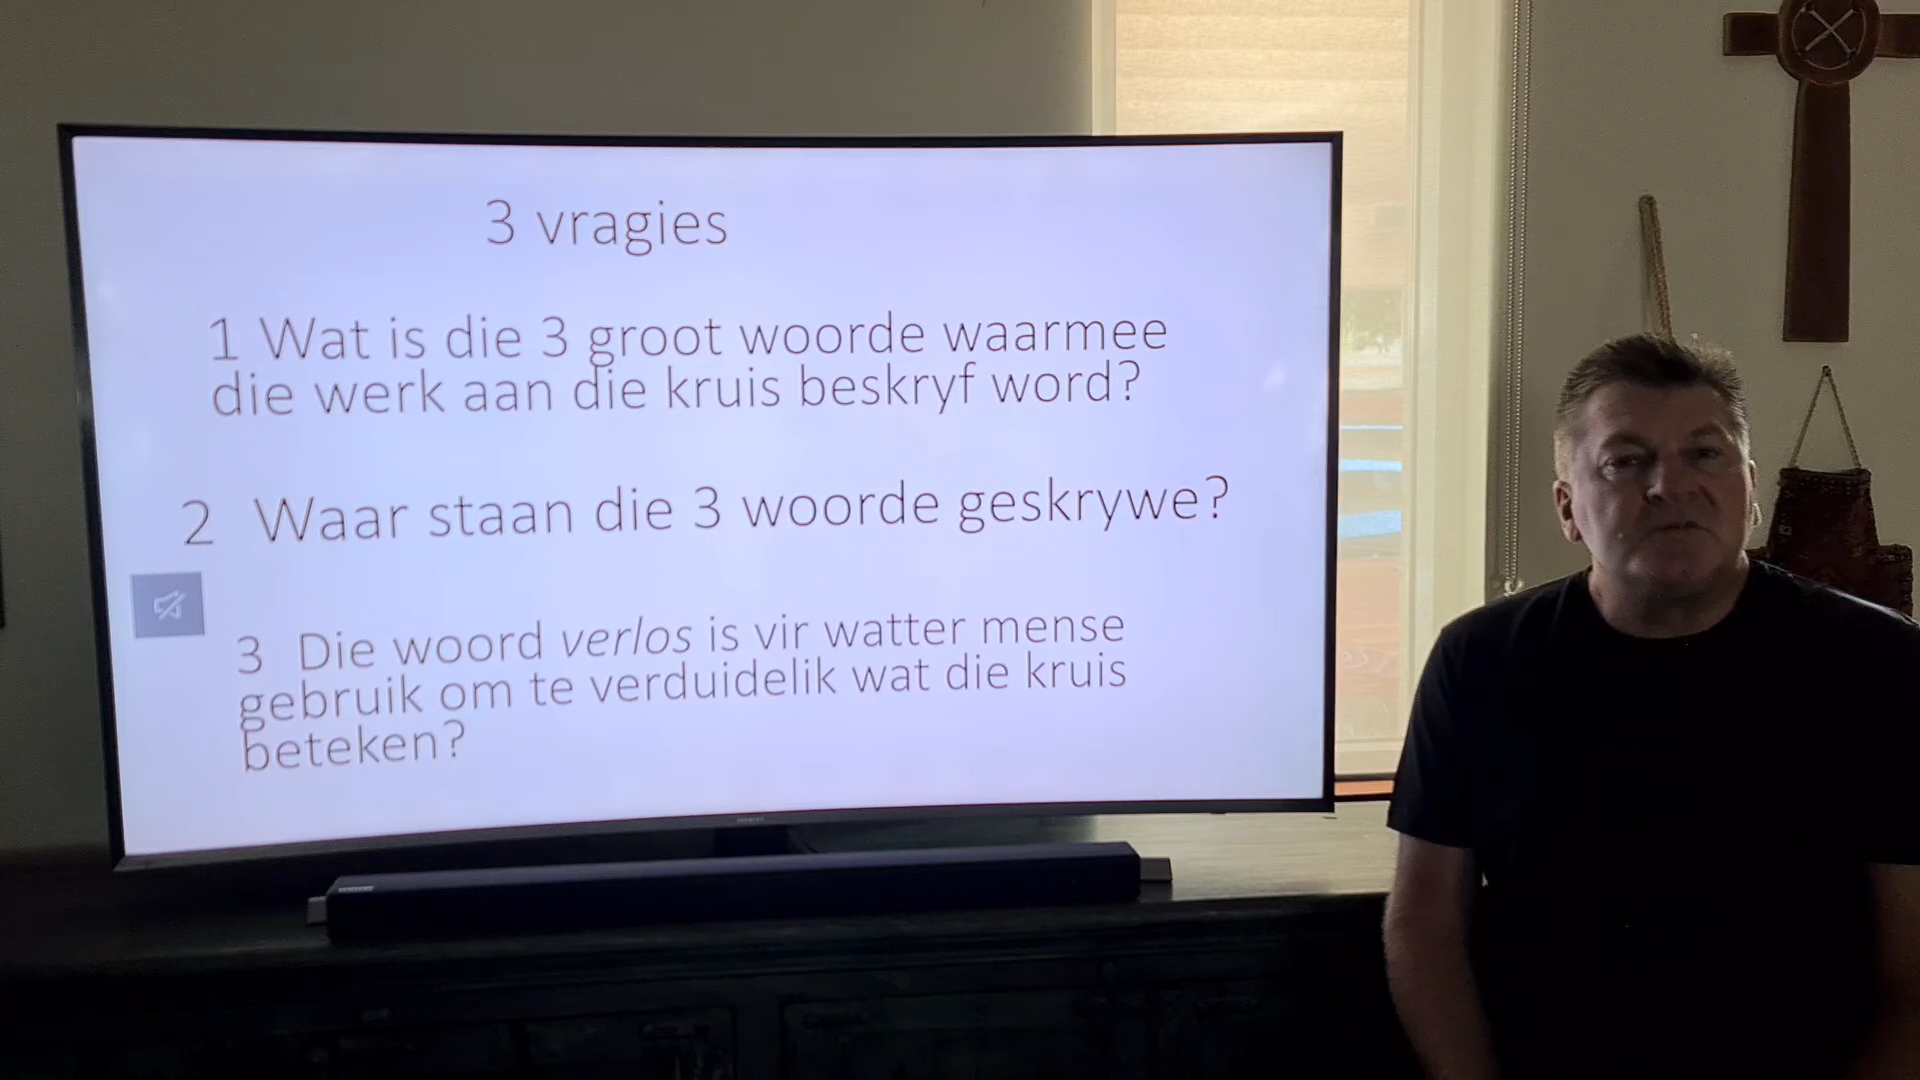 3 vragies
1 Wat is die 3 groot woorde waarmee
die werk aan die kruis beskryf word?
2 Waar staan die 3 woorde geskrywe?
3 Die woord verlos is vir watter mense
gebruik om te verduidelik wat die kruis
beteken?